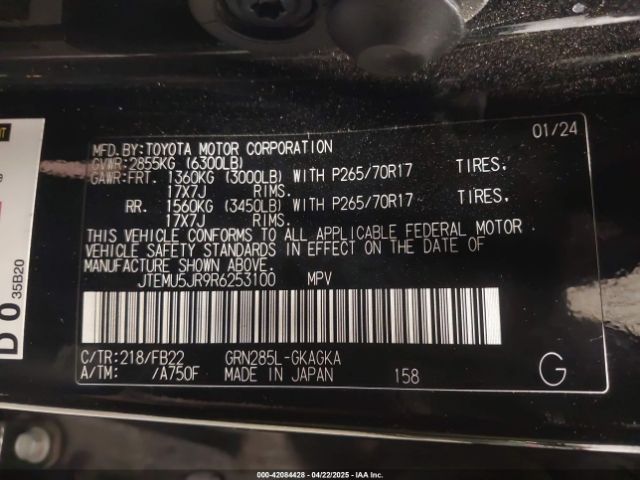 MFD.BY:TOYOTA MOTOR CORPORATION 01/24
GVWR:2855KG (6300LB)
GAWR:FRT. 1360KG (3000LB) WITH P265/70R17 TIRES.
17X7J RIMS.
RR. 1560KG (3450LB) WITH P265/70R17 TIRES.
17X7J RIMS.
THIS VEHICLE CONFORMS TO ALL APPLICABLE FEDERAL MOTOR
VEHICLE SAFETY STANDARDS IN EFFECT ON THE DATE OF
MANUFACTURE SHOWN ABOVE.
JTEMU5JR9R6253100 MPV
C/TR:218/FB22 GRN285L-GKAGKA
A/TM: /A750F MADE IN JAPAN 158 G
35B20
000-42084428 - 04/22/2025 - IAA Inc.